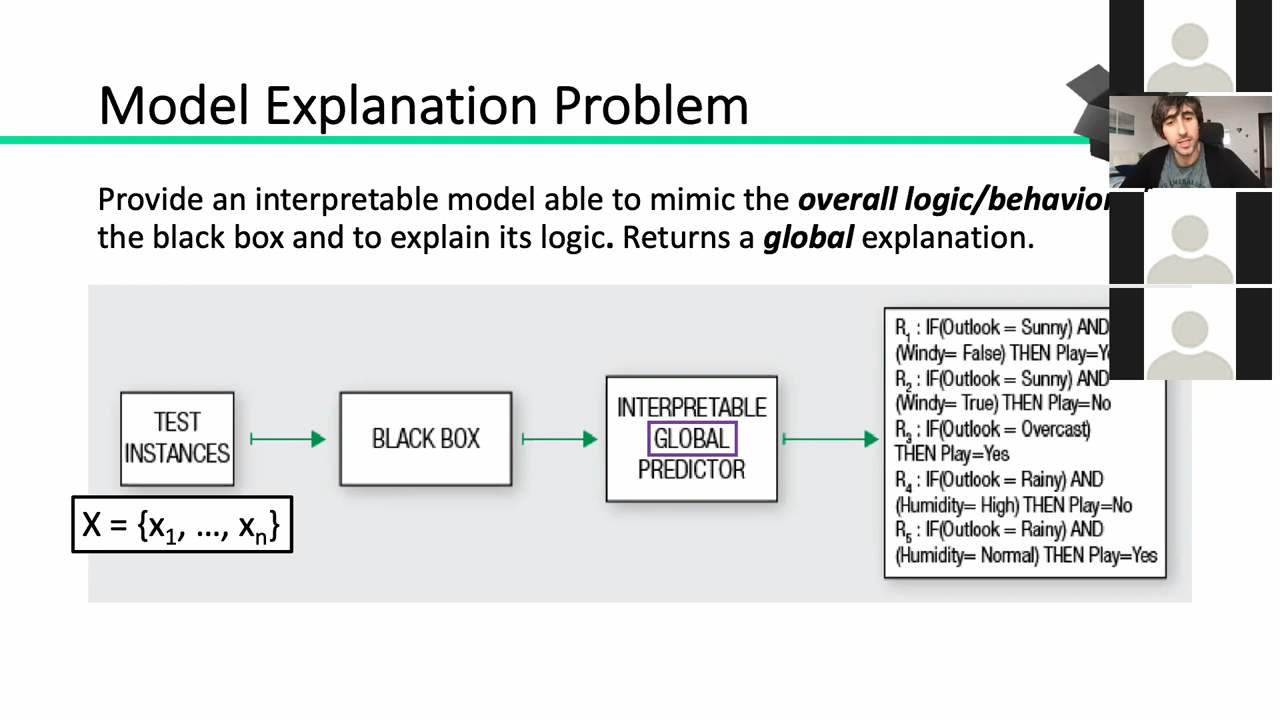 Model Explanation Problem
Provide an interpretable model able to mimic the overall logic/behavior
the black box and to explain its logic. Returns a global explanation.
TEST
INSTANCES
X = {x1, ..., xn}
BLACK BOX
INTERPRETABLE
GLOBAL
PREDICTOR
R1 : IF(Outlook = Sunny) AND
(Windy= False) THEN
R2 : IF(Outlook = Sunny) AND
(Windy= True) THEN Play=No
R3 : IF(Outlook = Overcast)
THEN Play=Yes
R4 : IF(Outlook = Rainy) AND
(Humidity= High) THEN Play=No
R5 : IF(Outlook = Rainy) AND
(Humidity= Normal) THEN Play=Yes